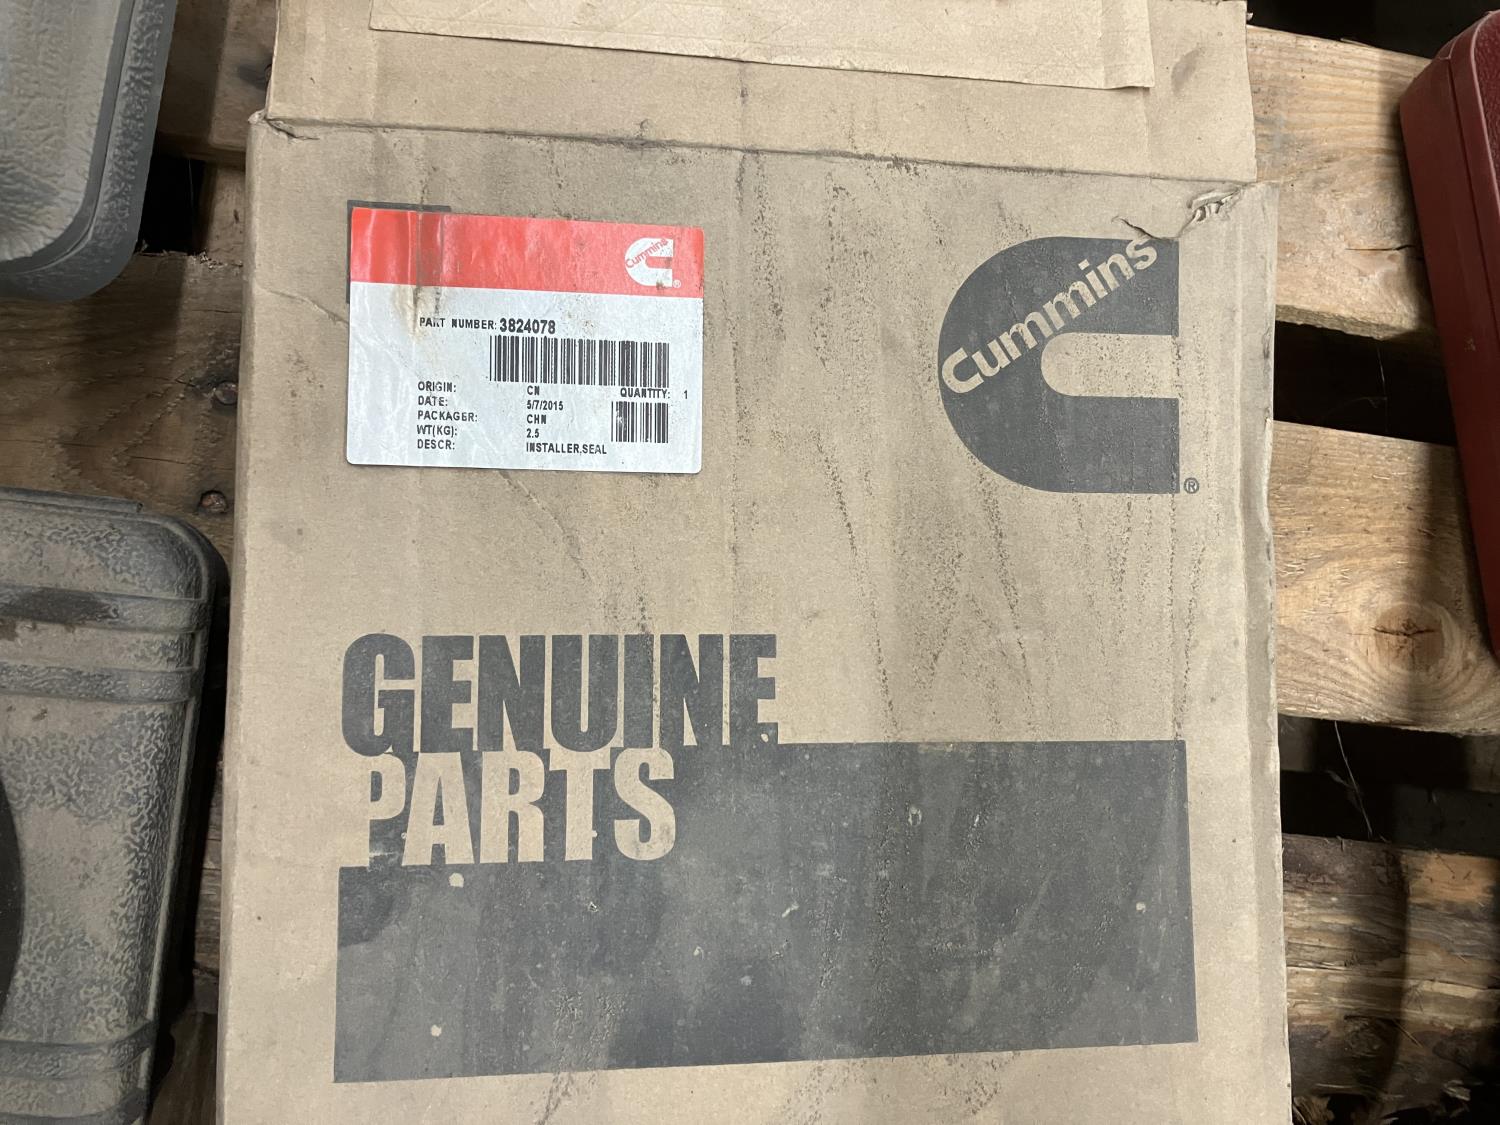 Cummins
®
PART NUMBER: 3824078
ORIGIN: CN QUANTITY: 1
DATE: 5/7/2015
PACKAGER: CHN
WT(KG): 2.5
DESCR: INSTALLER,SEAL
Cummins
®
GENUINE
PARTS